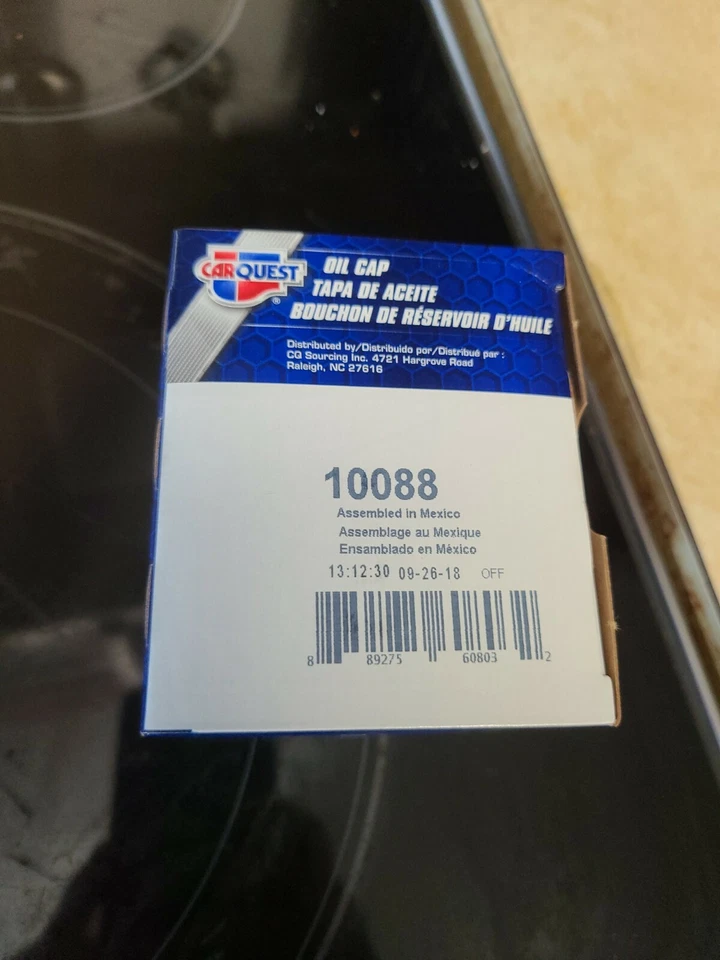 CARQUEST
®
OIL CAP
TAPA DE ACEITE
BOUCHON DE RÉSERVOIR D'HUILE
Distributed by/Distribuido por/Distribué par :
CQ Sourcing Inc. 4721 Hargrove Road
Raleigh, NC 27616
10088
Assembled in Mexico
Assemblage au Mexique
Ensamblado en México
13:12:30 09-26-18 OFF
8 89275 60803 2